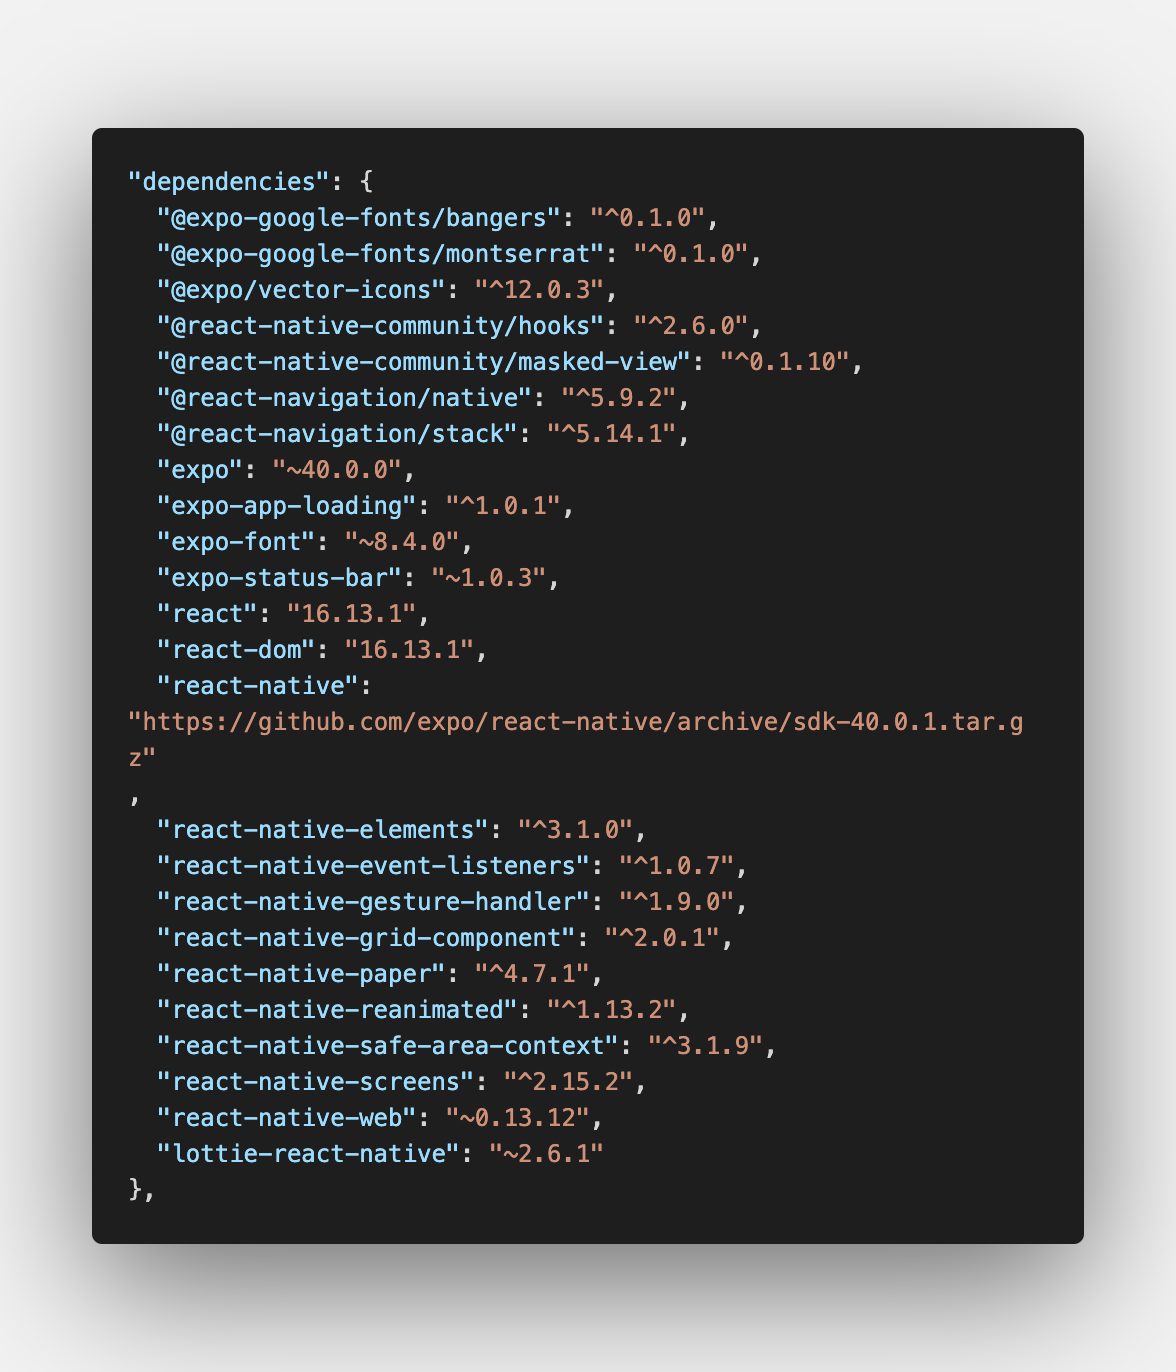 "dependencies": {
  "@expo-google-fonts/bangers": "^0.1.0",
  "@expo-google-fonts/montserrat": "^0.1.0",
  "@expo/vector-icons": "^12.0.3",
  "@react-native-community/hooks": "^2.6.0",
  "@react-native-community/masked-view": "^0.1.10",
  "@react-navigation/native": "^5.9.2",
  "@react-navigation/stack": "^5.14.1",
  "expo": "~40.0.0",
  "expo-app-loading": "^1.0.1",
  "expo-font": "~8.4.0",
  "expo-status-bar": "~1.0.3",
  "react": "16.13.1",
  "react-dom": "16.13.1",
  "react-native":
"https://github.com/expo/react-native/archive/sdk-40.0.1.tar.g
z"
,
  "react-native-elements": "^3.1.0",
  "react-native-event-listeners": "^1.0.7",
  "react-native-gesture-handler": "^1.9.0",
  "react-native-grid-component": "^2.0.1",
  "react-native-paper": "^4.7.1",
  "react-native-reanimated": "^1.13.2",
  "react-native-safe-area-context": "^3.1.9",
  "react-native-screens": "^2.15.2",
  "react-native-web": "~0.13.12",
  "lottie-react-native": "~2.6.1"
},